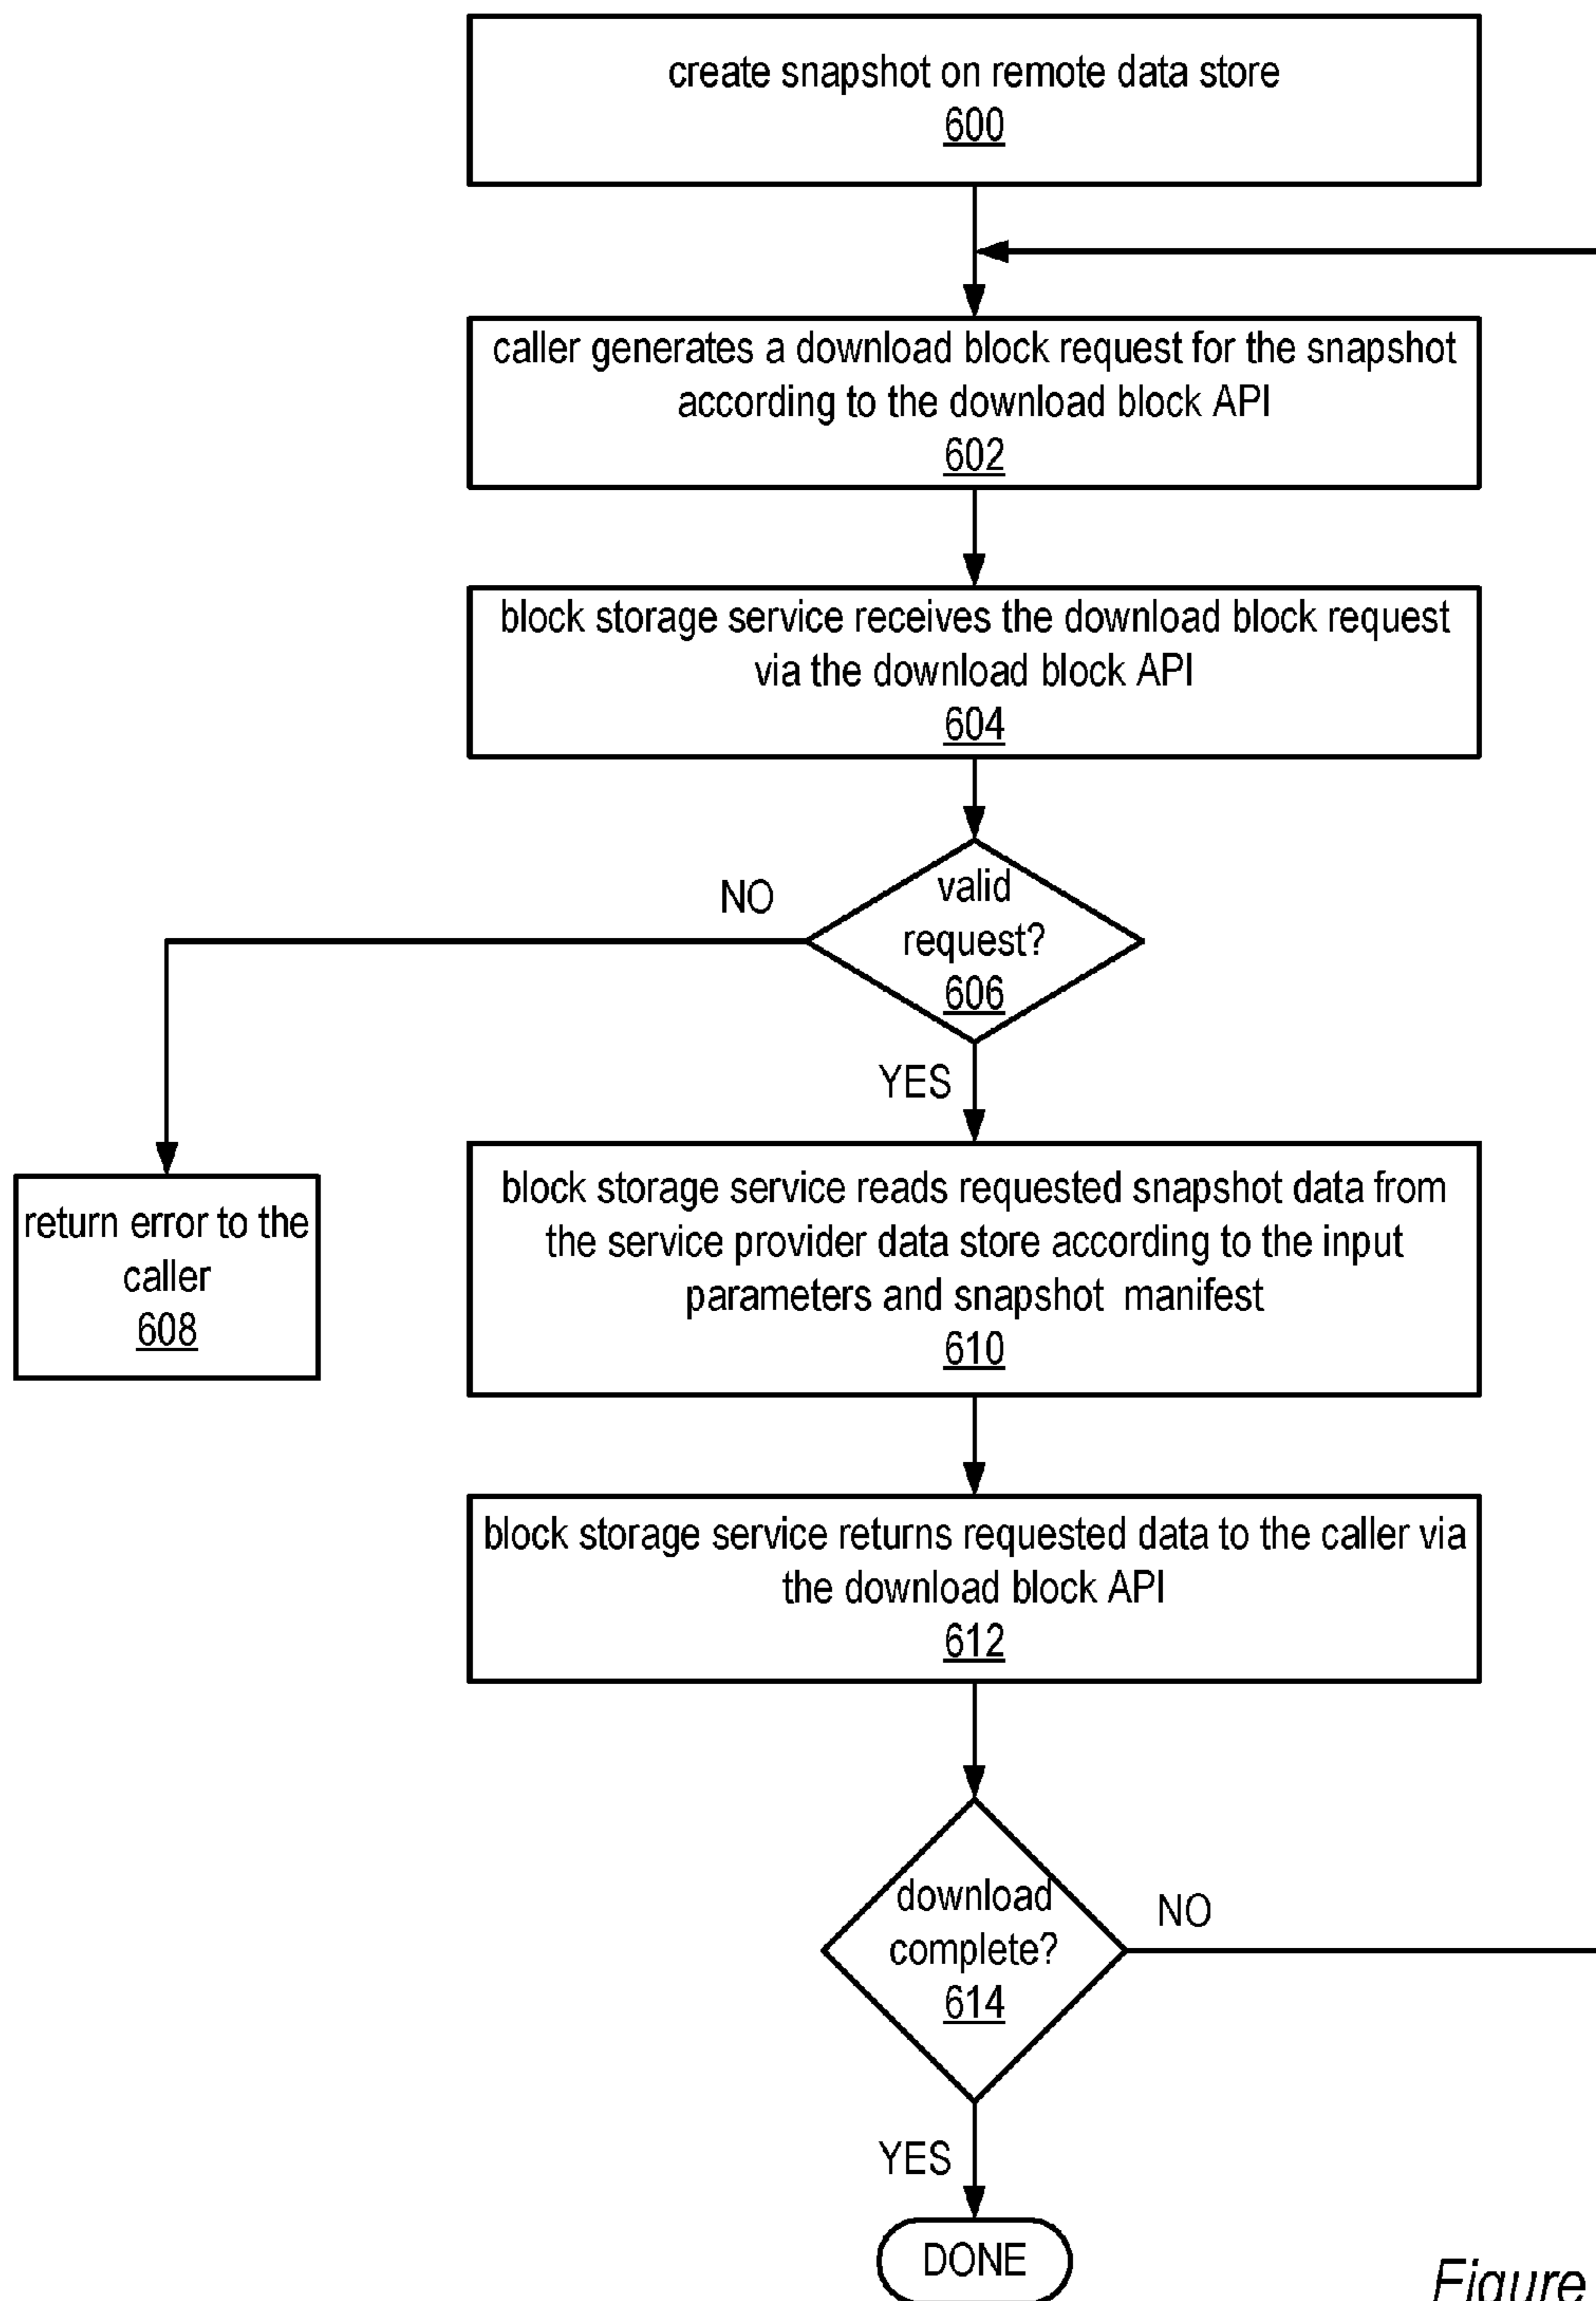 create snapshot on remote data store
600
caller generates a download block request for the snapshot
according to the download block API
602
block storage service receives the download block request
via the download block API
604
valid
request?
606
NO
YES
return error to the
caller
608
block storage service reads requested snapshot data from
the service provider data store according to the input
parameters and snapshot manifest
610
block storage service returns requested data to the caller via
the download block API
612
download
complete?
614
NO
YES
DONE
Figure